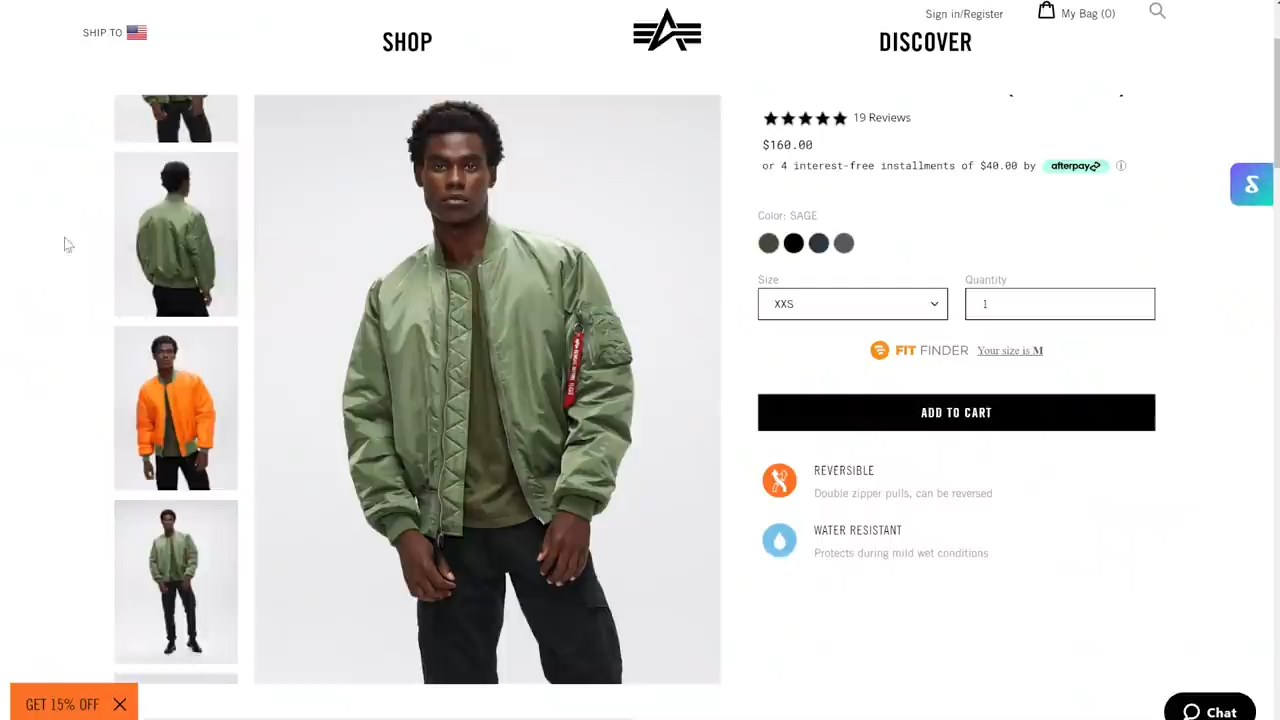 SHIP TO
SHOP
Sign in/Register
My Bag (0)
DISCOVER
19 Reviews
$160.00
or 4 interest-free installments of $40.00 by afterpay
Color: SAGE
Size
Quantity
XXS
1
FIT FINDER Your size is M
ADD TO CART
REVERSIBLE
Double zipper pulls, can be reversed
WATER RESISTANT
Protects during mild wet conditions
GET 15% OFF
Chat